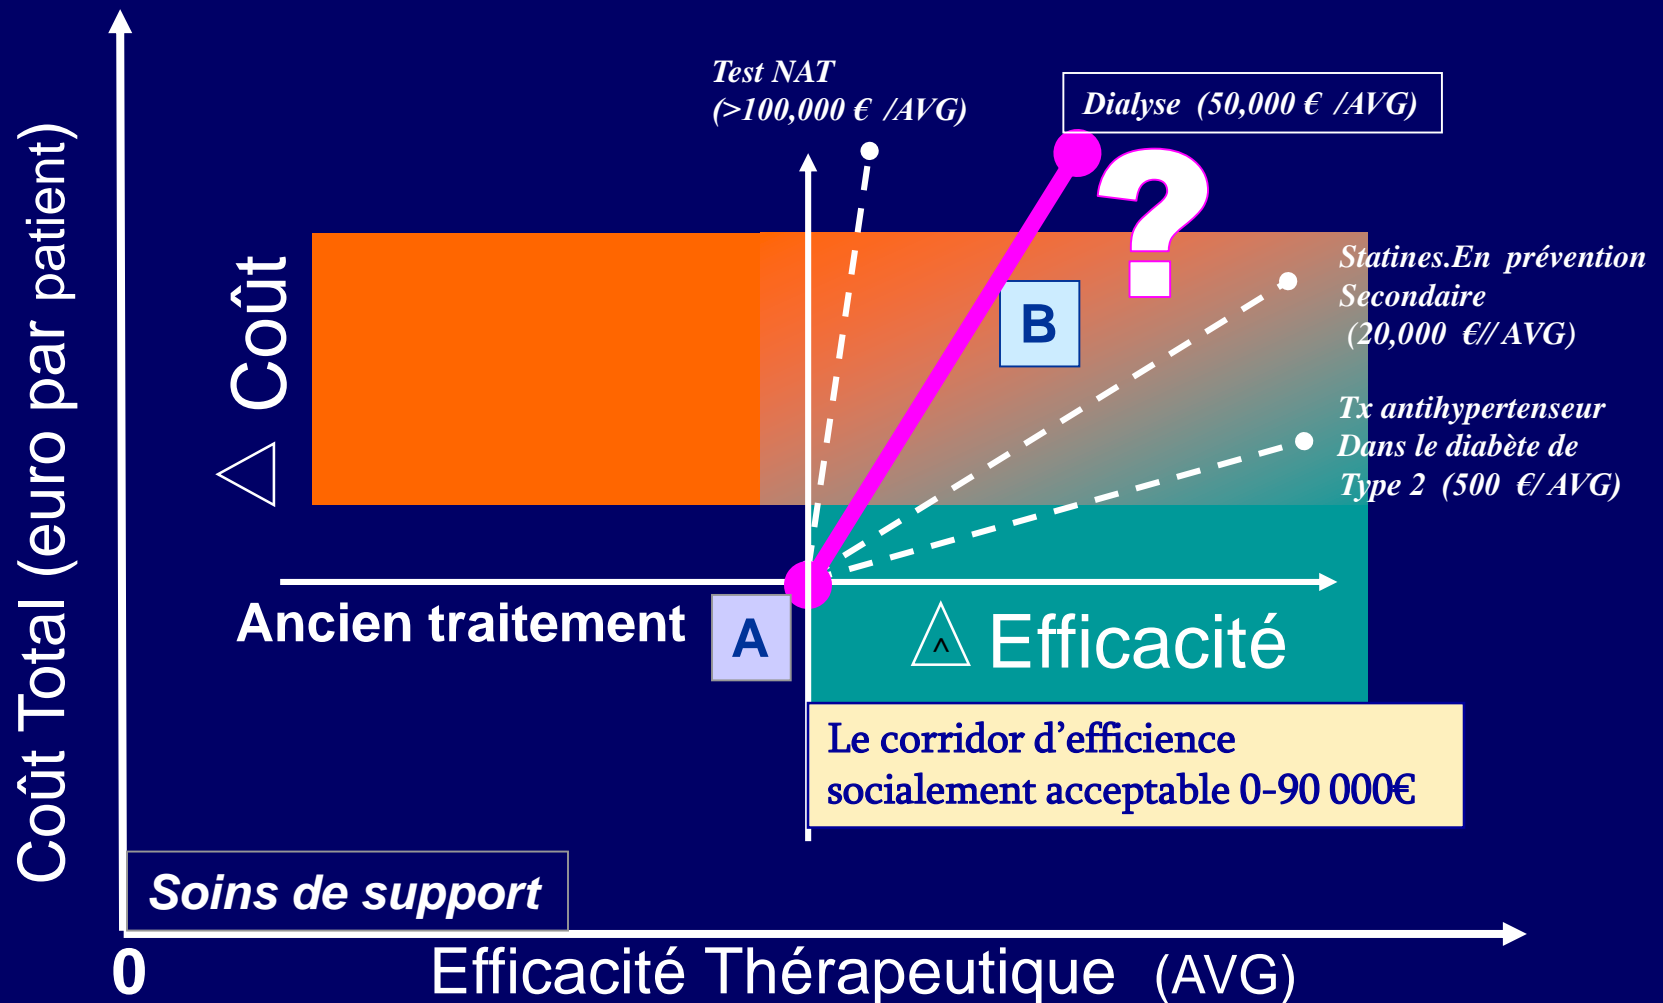 Test NAT
(>100,000 € /AVG)
Dialyse (50,000 € /AVG)
?
Coût Total (euro par patient)
△ Coût
B
Statines.En prévention
Secondaire
(20,000 €// AVG)
Tx antihypertenseur
Dans le diabète de
Type 2 (500 €/ AVG)
Ancien traitement
A
^
△ Efficacité
Le corridor d’efficience
socialement acceptable 0-90 000€
Soins de support
0
Efficacité Thérapeutique (AVG)